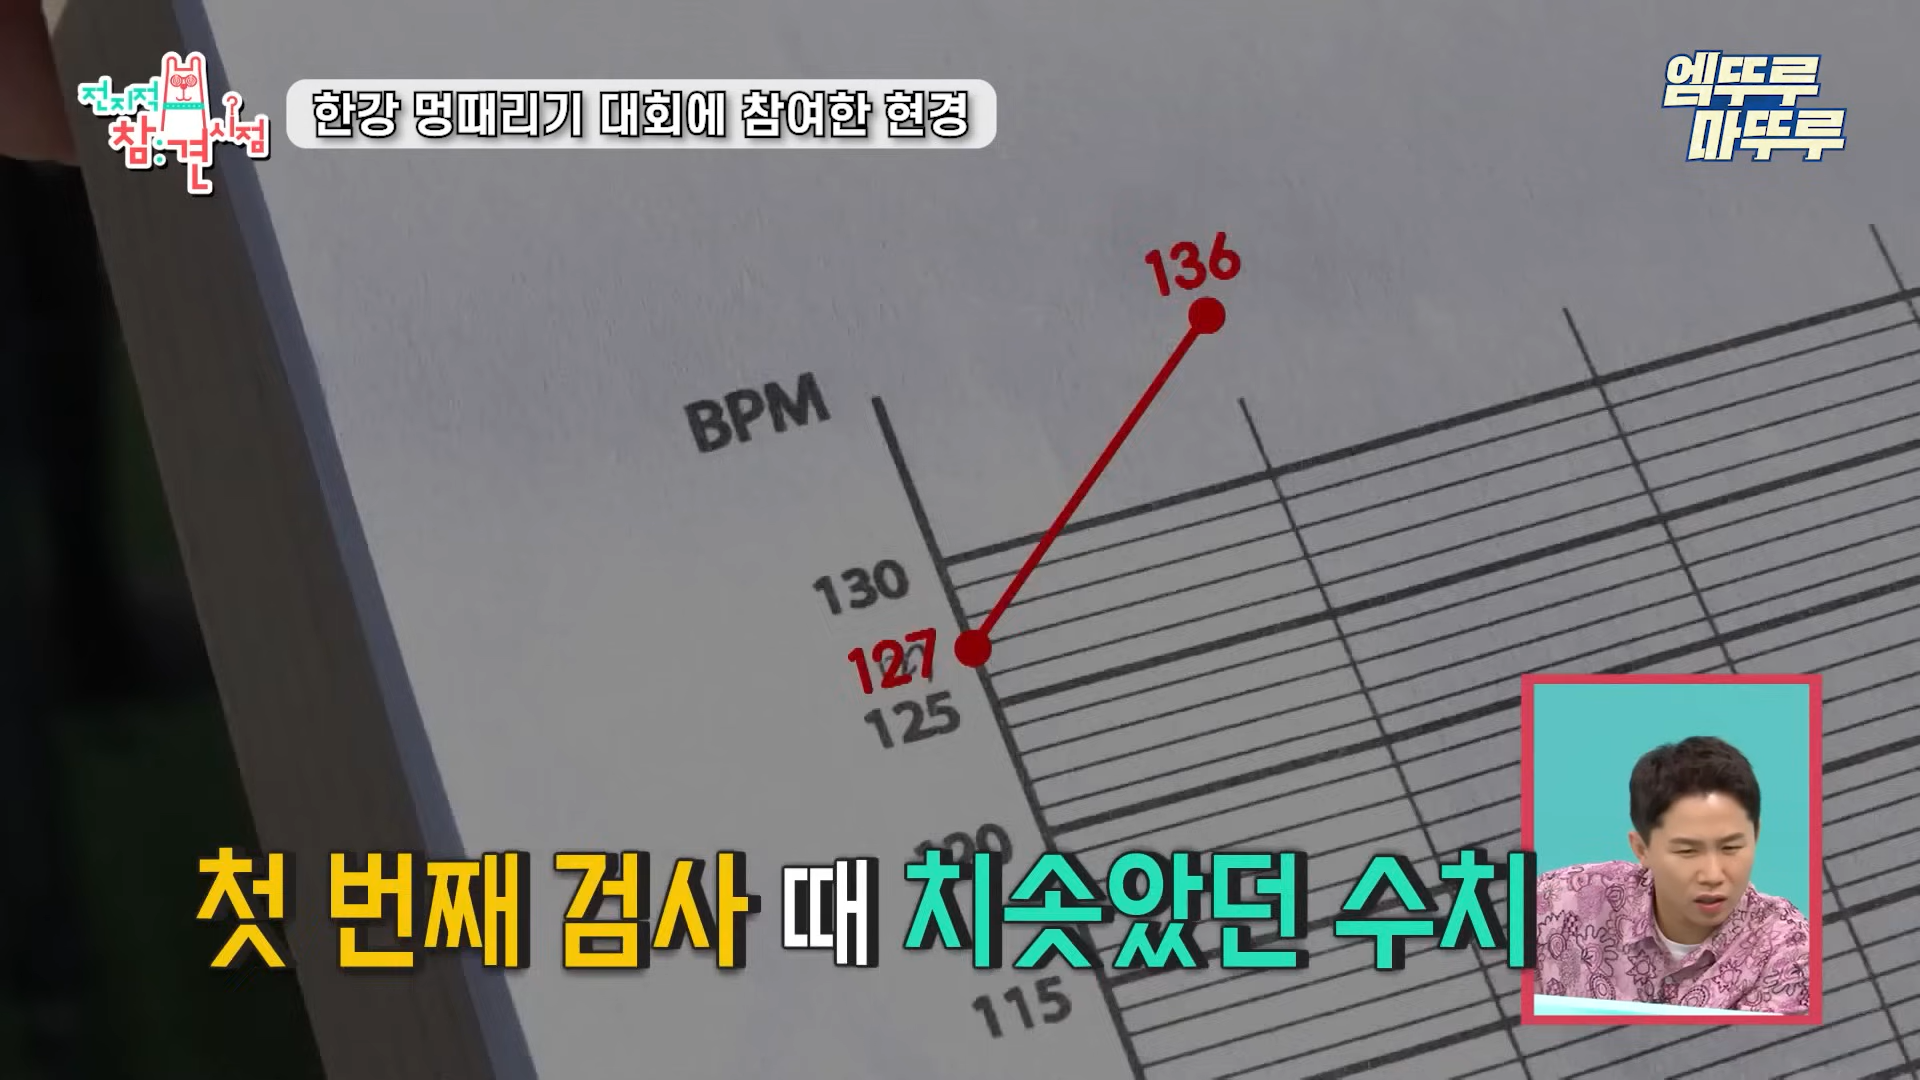 전지적
참견 시점
한강 멍때리기 대회에 참여한 현경
엠뚜루
마뚜루
136
BPM
130
127
125
120
115
첫 번째 검사 때 치솟았던 수치